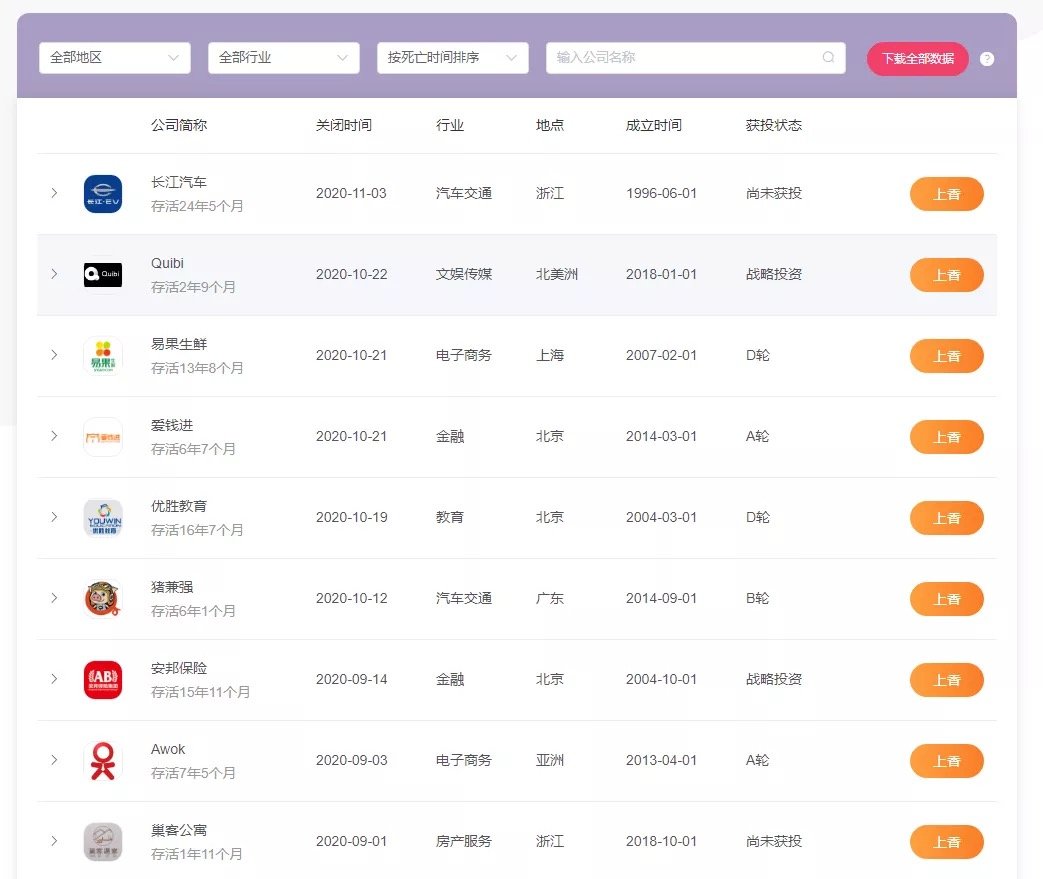 全部地区 全部行业 按死亡时间排序 输入公司名称 下载全部数据 ?
公司简称 关闭时间 行业 地点 成立时间 获投状态
长江·EV 长江汽车 2020-11-03 汽车交通 浙江 1996-06-01 尚未获投 上香
存活24年5个月
Quibi Quibi 2020-10-22 文娱传媒 北美洲 2018-01-01 战略投资 上香
存活2年9个月
易果 易果生鲜 2020-10-21 电子商务 上海 2007-02-01 D轮 上香
存活13年8个月
爱钱进 爱钱进 2020-10-21 金融 北京 2014-03-01 A轮 上香
存活6年7个月
YOUWIN EDUCATION 优胜教育 优胜教育 2020-10-19 教育 北京 2004-03-01 D轮 上香
存活16年7个月
猪兼强 2020-10-12 汽车交通 广东 2014-09-01 B轮 上香
存活6年1个月
AB 安邦保险 2020-09-14 金融 北京 2004-10-01 战略投资 上香
存活15年11个月
Awok 2020-09-03 电子商务 亚洲 2013-04-01 A轮 上香
存活7年5个月
巢客公寓 2020-09-01 房产服务 浙江 2018-10-01 尚未获投 上香
存活1年11个月